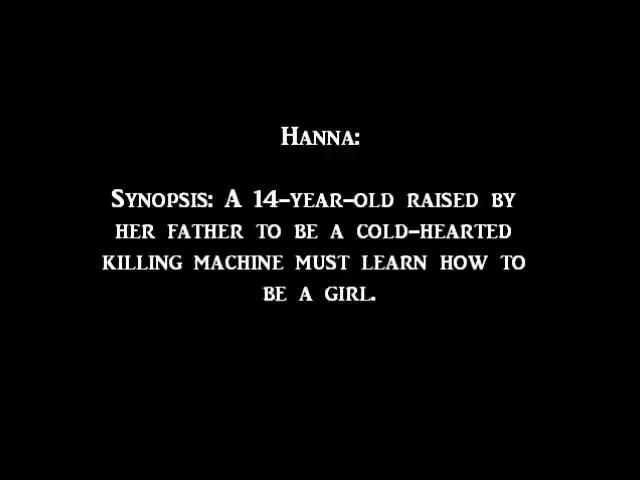 Hanna:
Synopsis: A 14-year-old raised by
her father to be a cold-hearted
killing machine must learn how to
be a girl.